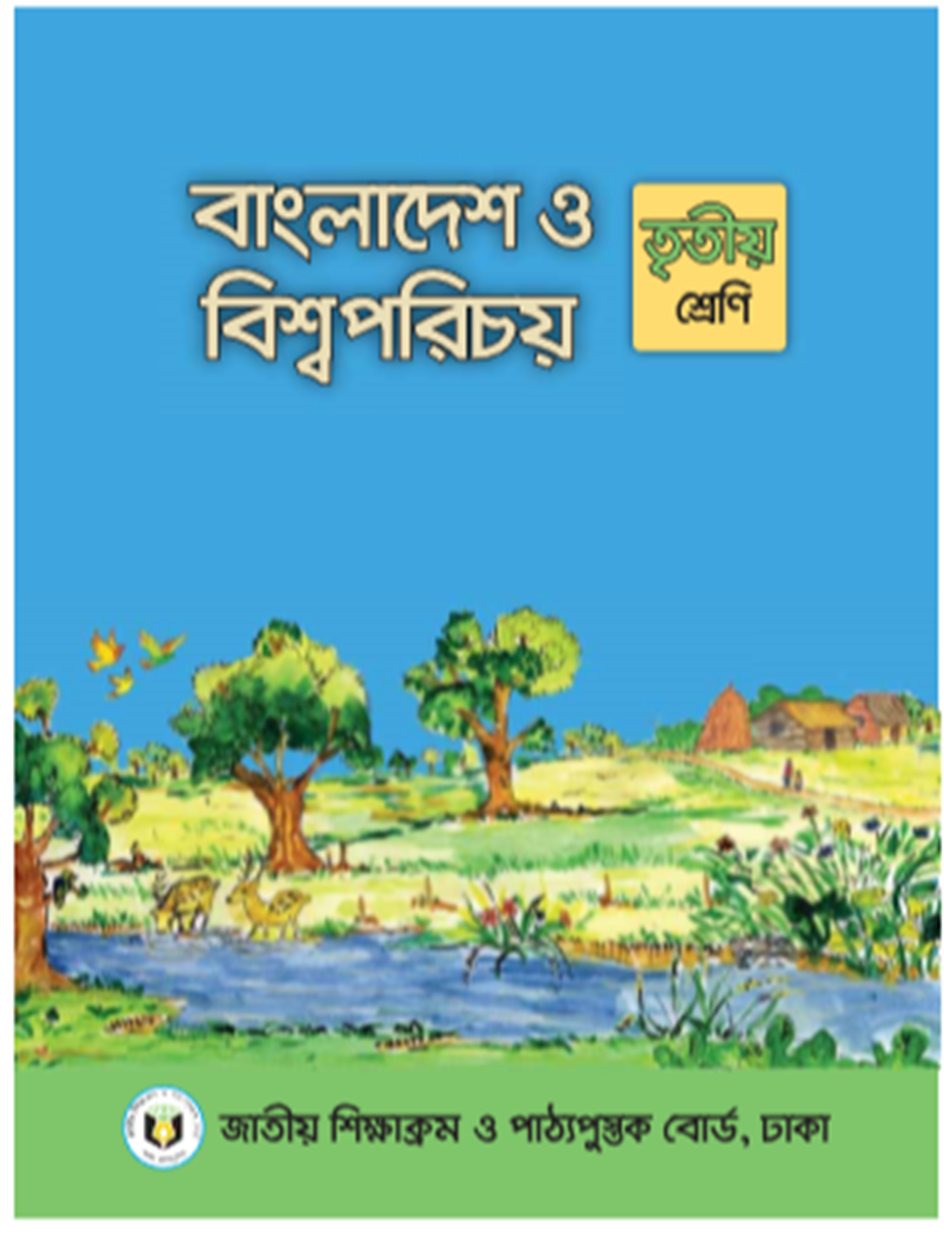 বাংলাদেশ ও
বিশ্বপরিচয়
তৃতীয়
শ্রেণি
জাতীয় শিক্ষাক্রম ও পাঠ্যপুস্তক বোর্ড, ঢাকা